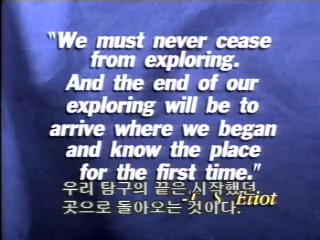 "We must never cease
from exploring.
And the end of our
exploring will be to
arrive where we began
and know the place
for the first time."
-T. S. Eliot
우리 탐구의 끝은 시작했던
곳으로 돌아오는 것이다.